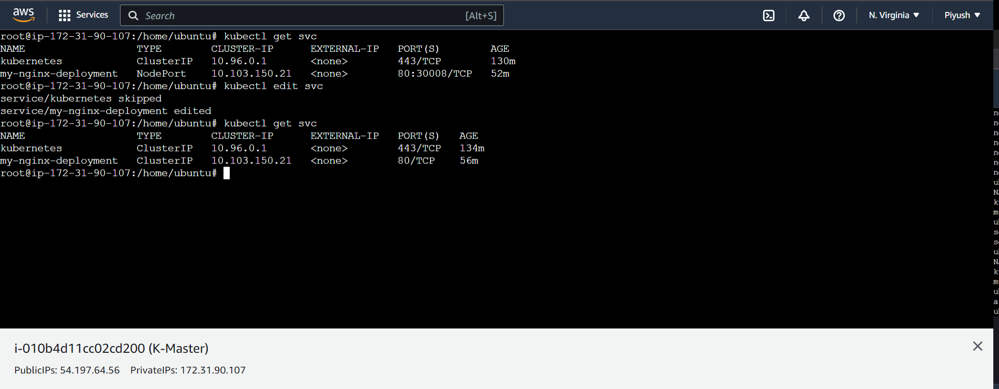 aws Services Search [Alt+S] N. Virginia ▼ Piyush ▼
root@ip-172-31-90-107:/home/ubuntu# kubectl get svc
NAME TYPE CLUSTER-IP EXTERNAL-IP PORT(S) AGE
kubernetes ClusterIP 10.96.0.1 <none> 443/TCP 130m
my-nginx-deployment NodePort 10.103.150.21 <none> 80:30008/TCP 52m
root@ip-172-31-90-107:/home/ubuntu# kubectl edit svc
service/kubernetes skipped
service/my-nginx-deployment edited
root@ip-172-31-90-107:/home/ubuntu# kubectl get svc
NAME TYPE CLUSTER-IP EXTERNAL-IP PORT(S) AGE
kubernetes ClusterIP 10.96.0.1 <none> 443/TCP 134m
my-nginx-deployment ClusterIP 10.103.150.21 <none> 80/TCP 56m
root@ip-172-31-90-107:/home/ubuntu#
i-010b4d11cc02cd200 (K-Master)
PublicIPs: 54.197.64.56 PrivateIPs: 172.31.90.107